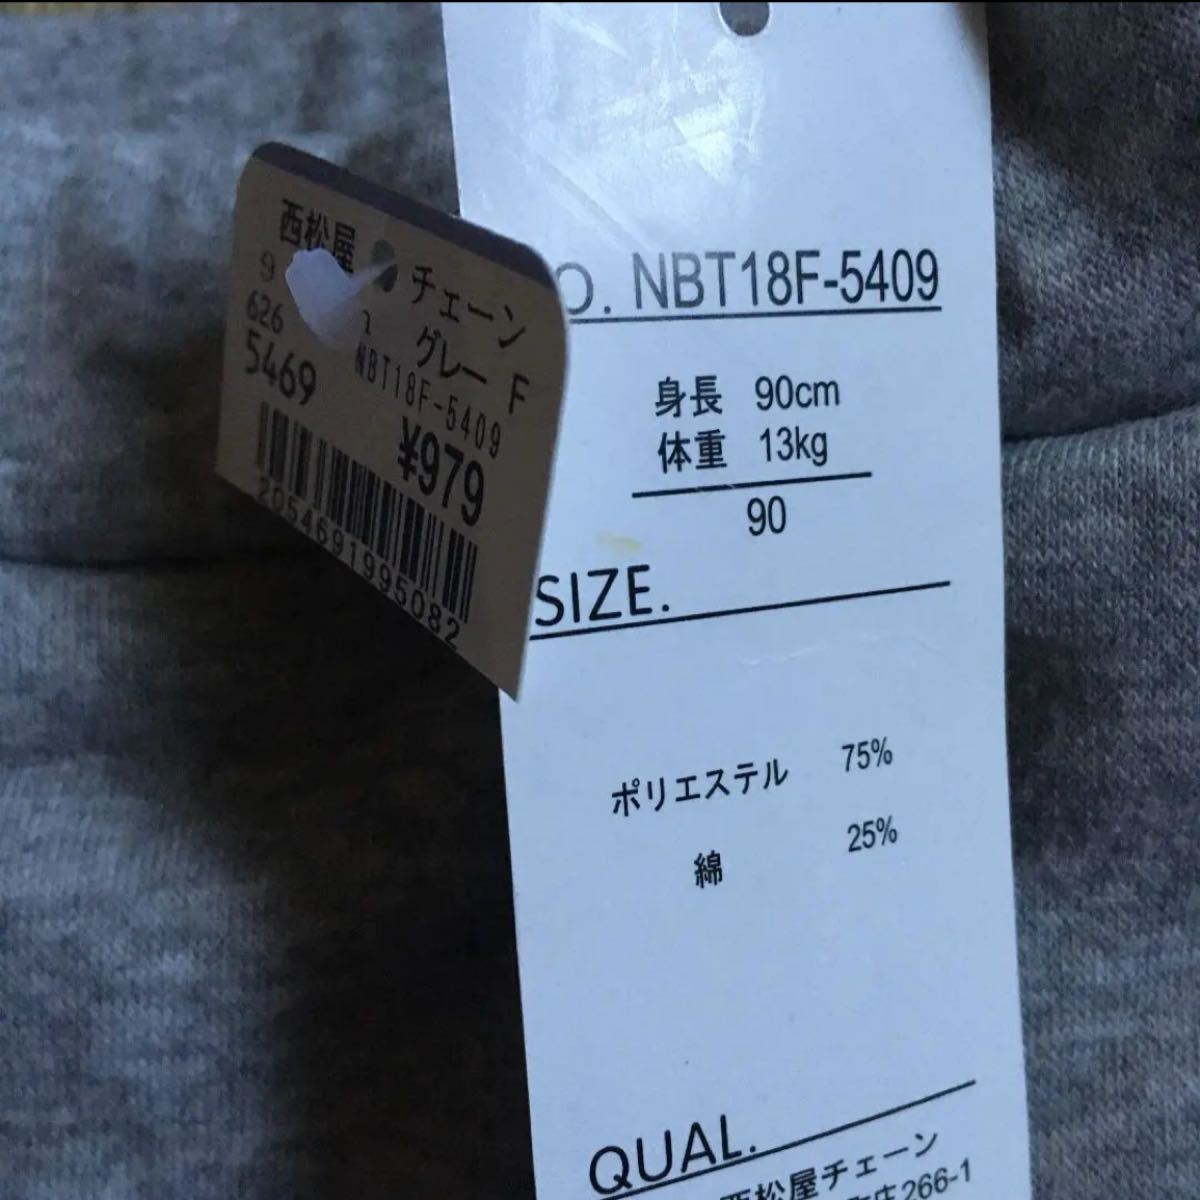 西松屋 チェーン
9
グレー F
626 NBT18F-5409
5469
¥979
2054691995082
O. NBT18F-5409
身長 90cm
体重 13kg
90
SIZE.
ポリエステル 75%
綿 25%
QUAL.
西松屋チェーン
266-1